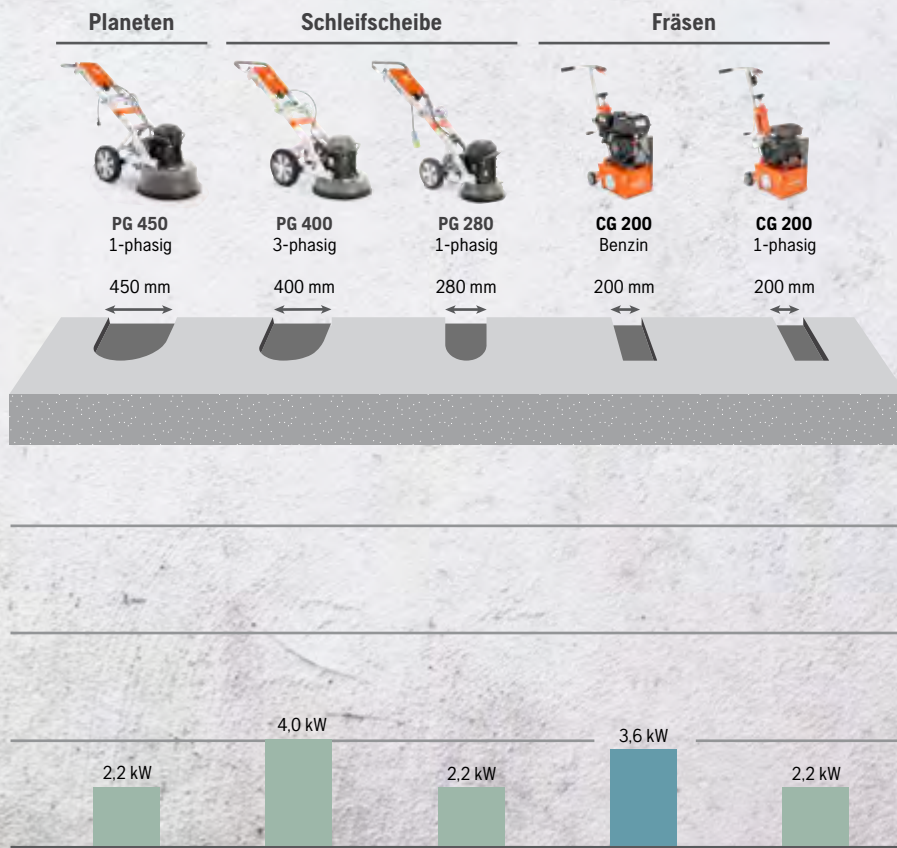 Planeten Schleifscheibe Fräsen
PG 450 PG 400 PG 280 CG 200 CG 200
1-phasig 3-phasig 1-phasig Benzin 1-phasig
450 mm 400 mm 280 mm 200 mm 200 mm
4,0 kW
3,6 kW
2,2 kW 2,2 kW 2,2 kW